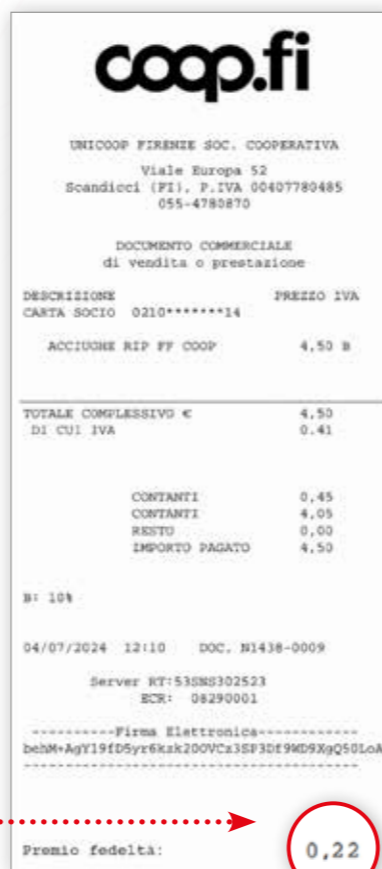 coop.fi
UNICOOP FIRENZE SOC. COOPERATIVA
Viale Europa 52
Scandicci (FI), P.IVA 00407780485
055-4780870
DOCUMENTO COMMERCIALE
di vendita o prestazione
DESCRIZIONE PREZZO IVA
CARTA SOCIO 0210*******14
ACCIUGHE RIP FF COOP 4,50 B
TOTALE COMPLESSIVO € 4,50
DI CUI IVA 0.41
CONTANTI 0,45
CONTANTI 4,05
RESTO 0,00
IMPORTO PAGATO 4,50
B: 10%
04/07/2024 12:10 DOC. N1438-0009
Server RT:53SNS302523
ECR: 08290001
----------Firma Elettronica------------
Premio fedeltà: 0,22